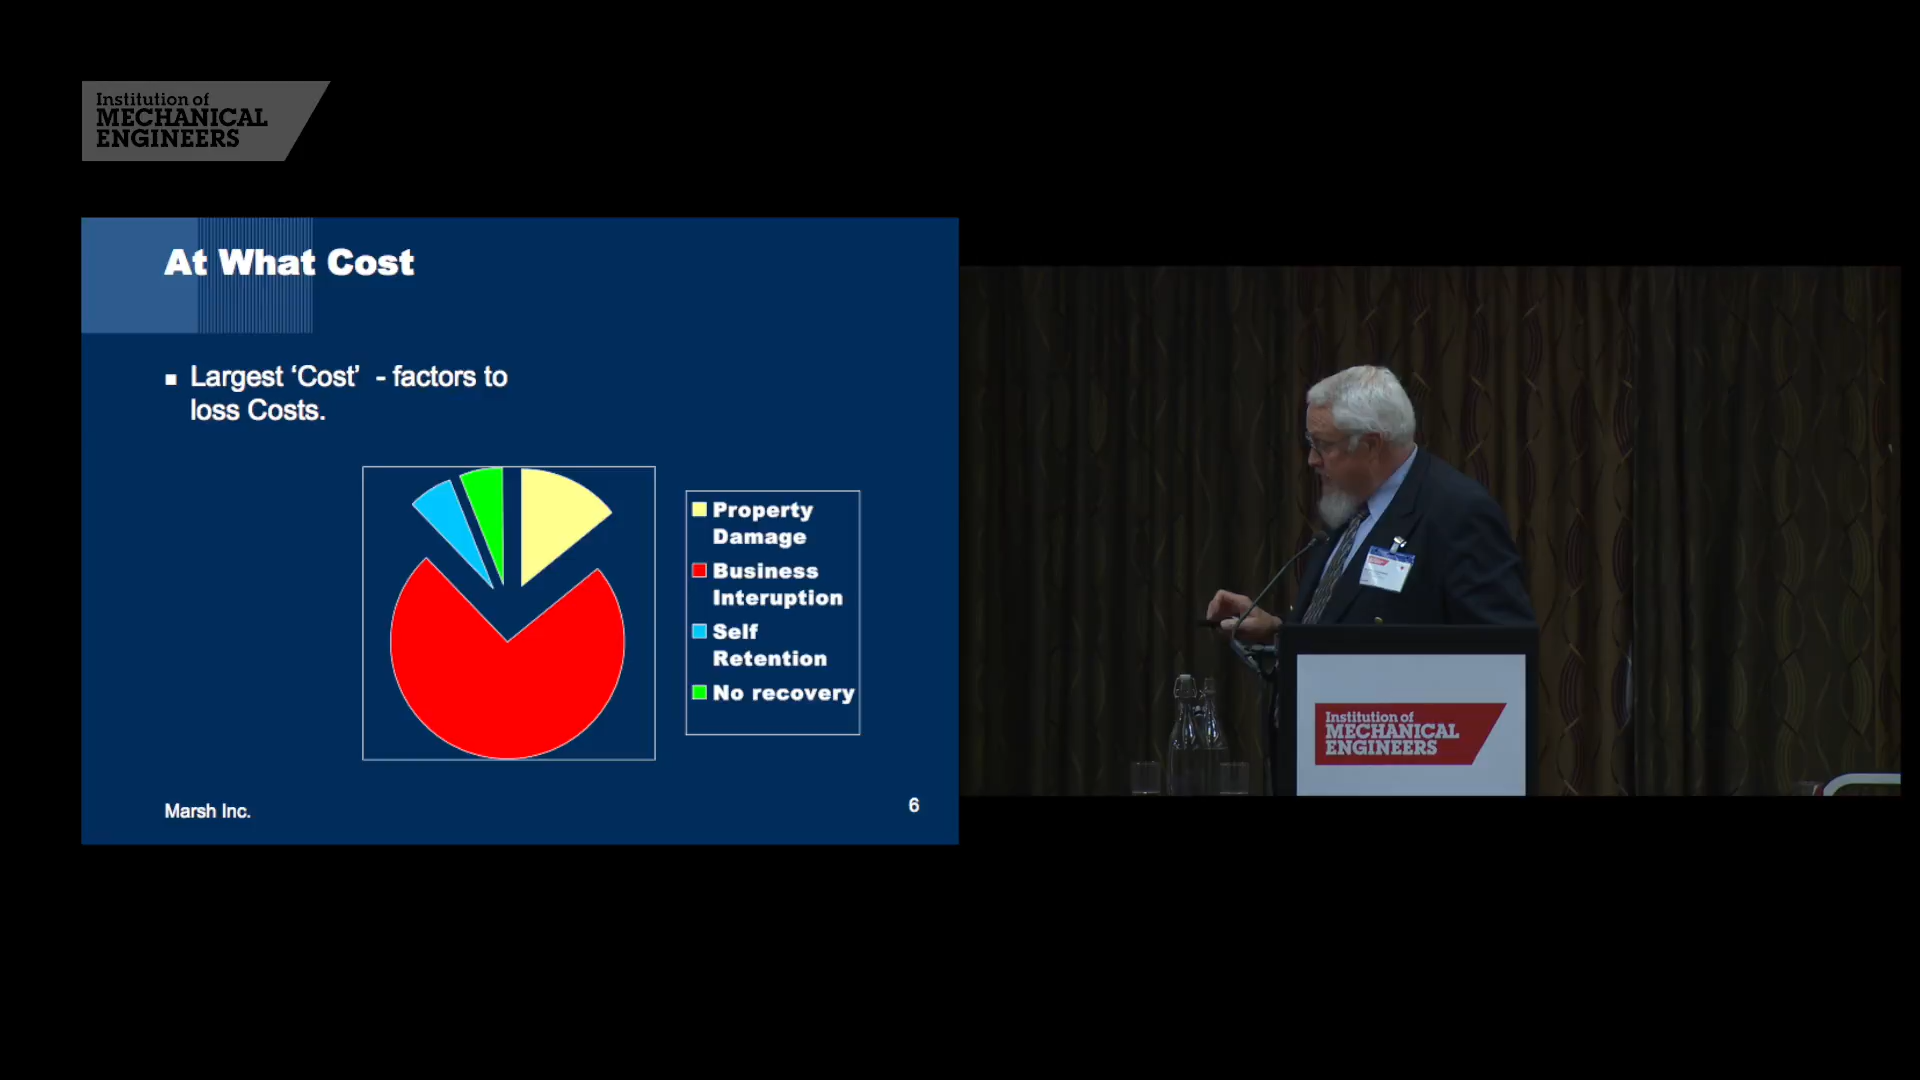 Institution of
MECHANICAL
ENGINEERS
At What Cost
Largest ‘Cost’ - factors to
loss Costs.
Property
Damage
Business
Interuption
Self
Retention
No recovery
Marsh Inc.
6
Institution of
MECHANICAL
ENGINEERS